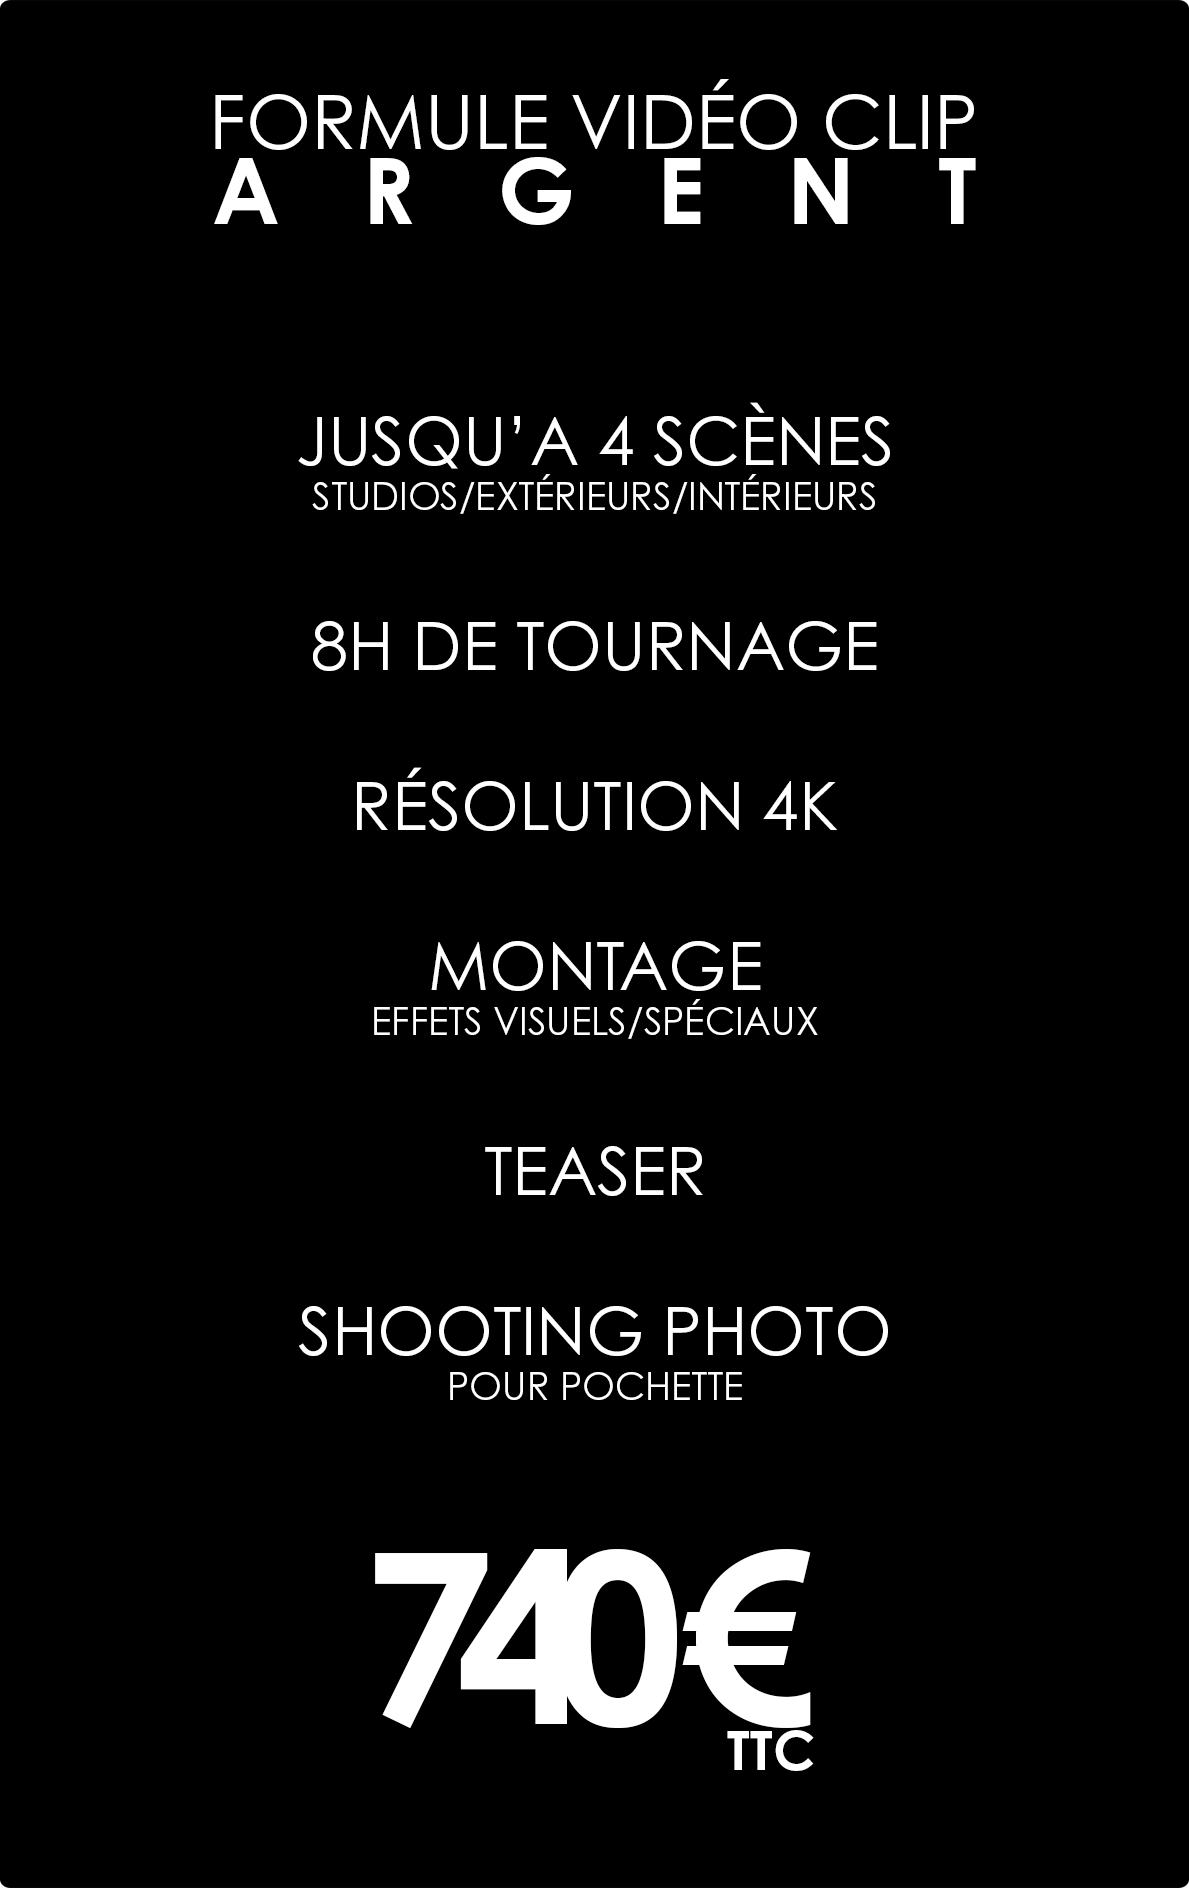 FORMULE VIDÉO CLIP
ARGENT
JUSQU’A 4 SCÈNES
STUDIOS/EXTÉRIEURS/INTÉRIEURS
8H DE TOURNAGE
RÉSOLUTION 4K
MONTAGE
EFFETS VISUELS/SPÉCIAUX
TEASER
SHOOTING PHOTO
POUR POCHETTE
740€
TTC